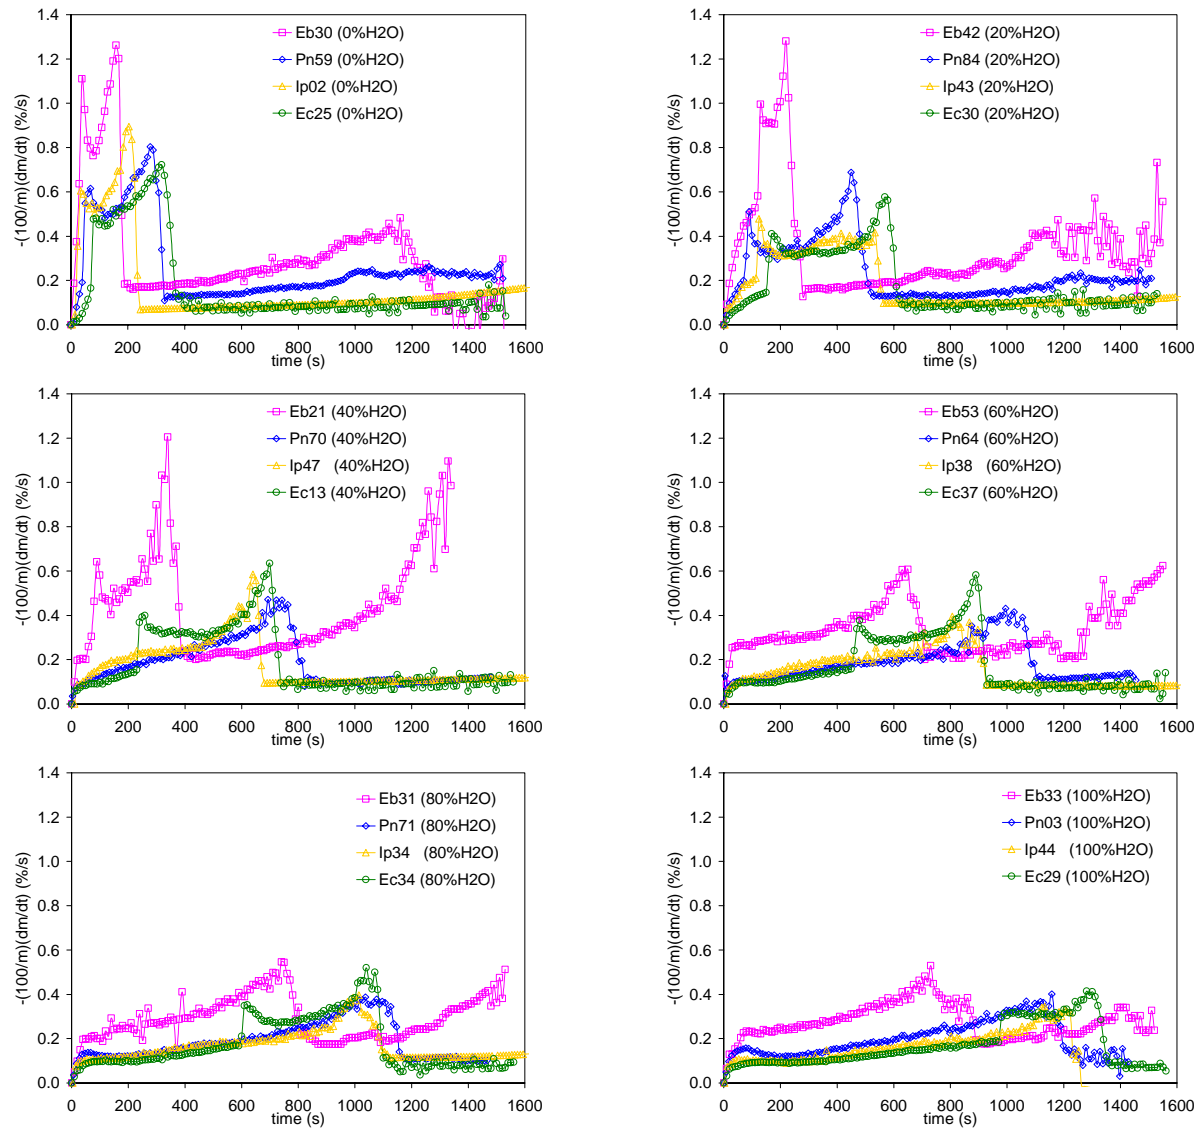 -(100/m)(dm/dt) (%/s)
1.4
1.2
1.0
0.8
0.6
0.4
0.2
0.0
Eb30 (0%H2O)
Pn59 (0%H2O)
Ip02 (0%H2O)
Ec25 (0%H2O)
0 200 400 600 800 1000 1200 1400 1600
time (s)
-(100/m)(dm/dt) (%/s)
1.4
1.2
1.0
0.8
0.6
0.4
0.2
0.0
Eb42 (20%H2O)
Pn84 (20%H2O)
Ip43 (20%H2O)
Ec30 (20%H2O)
0 200 400 600 800 1000 1200 1400 1600
time (s)
-(100/m)(dm/dt) (%/s)
1.4
1.2
1.0
0.8
0.6
0.4
0.2
0.0
Eb21 (40%H2O)
Pn70 (40%H2O)
Ip47 (40%H2O)
Ec13 (40%H2O)
0 200 400 600 800 1000 1200 1400 1600
time (s)
-(100/m)(dm/dt) (%/s)
1.4
1.2
1.0
0.8
0.6
0.4
0.2
0.0
Eb53 (60%H2O)
Pn64 (60%H2O)
Ip38 (60%H2O)
Ec37 (60%H2O)
0 200 400 600 800 1000 1200 1400 1600
time (s)
-(100/m)(dm/dt) (%/s)
1.4
1.2
1.0
0.8
0.6
0.4
0.2
0.0
Eb31 (80%H2O)
Pn71 (80%H2O)
Ip34 (80%H2O)
Ec34 (80%H2O)
0 200 400 600 800 1000 1200 1400 1600
time (s)
-(100/m)(dm/dt) (%/s)
1.4
1.2
1.0
0.8
0.6
0.4
0.2
0.0
Eb33 (100%H2O)
Pn03 (100%H2O)
Ip44 (100%H2O)
Ec29 (100%H2O)
0 200 400 600 800 1000 1200 1400 1600
time (s)